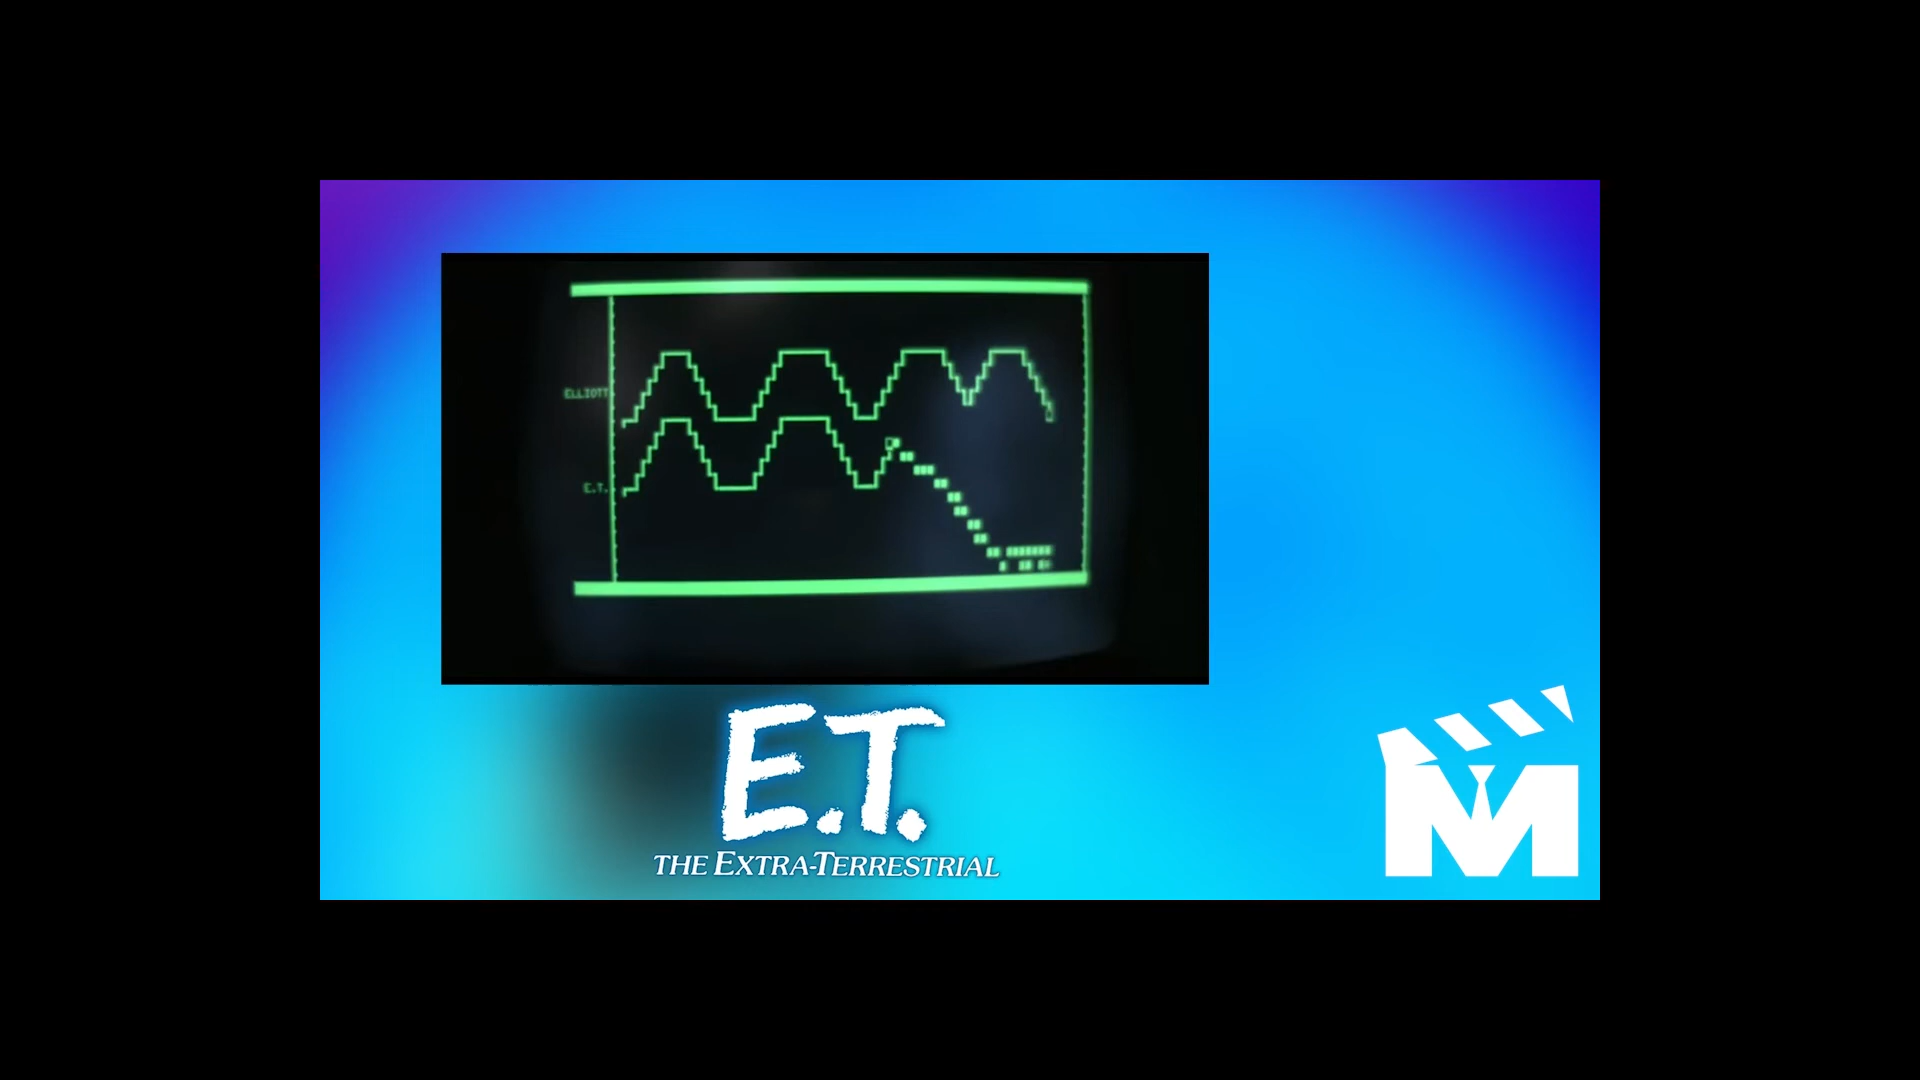 ELLIOTT
E.T.
E.T.
THE EXTRA-TERRESTRIAL
M